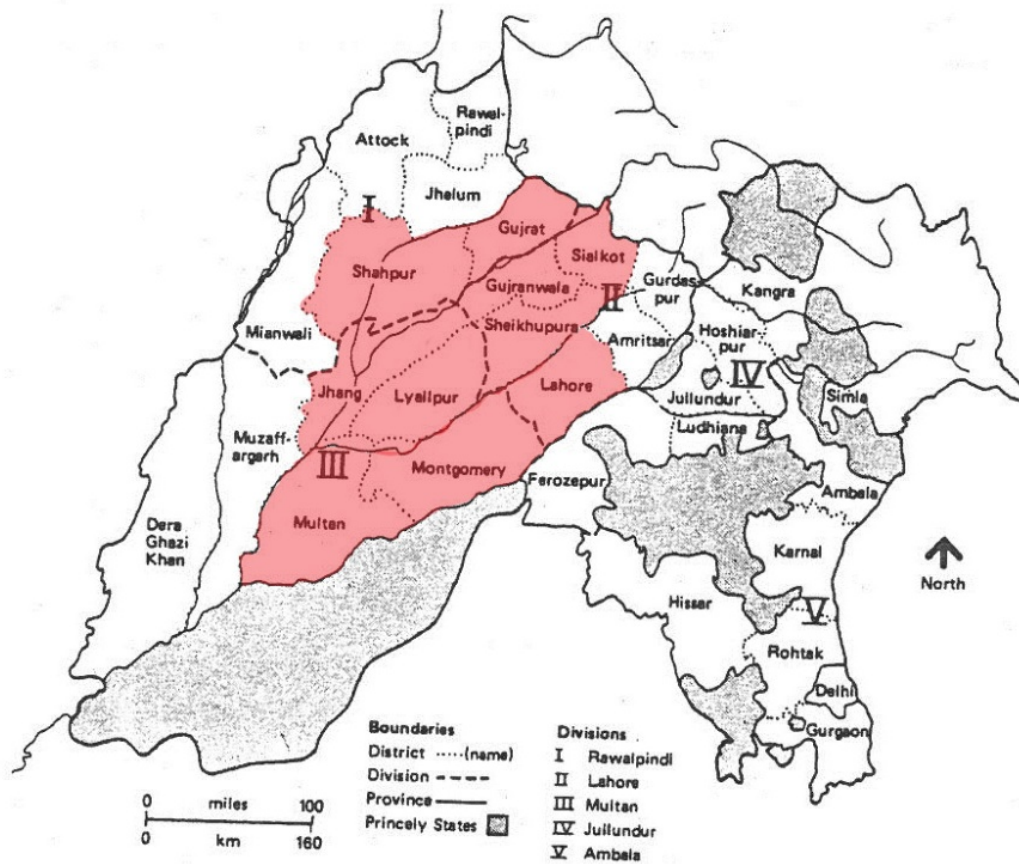 Rawal-
pindi
Attock
Jhelum
I
Gujrat
Sialkot
Shahpur
Gujranwala
II
Gurdas-
pur
Kangra
Mianwali
Sheikhupura
Amritsar
Hoshiar-
pur
Jhang
Lyallpur
Lahore
IV
Jullundur
Simla
Ludhiana
Muzaff-
argarh
III
Montgomery
Ferozepur
Ambala
Multan
Dera
Ghazi
Khan
Karnal
North
Hissar
V
Rohtak
Delhi
Gurgaon
Boundaries
District (name)
Division
Province
Princely States
Divisions
I Rawalpindi
II Lahore
III Multan
IV Jullundur
V Ambala
0 miles 100
0 km 160